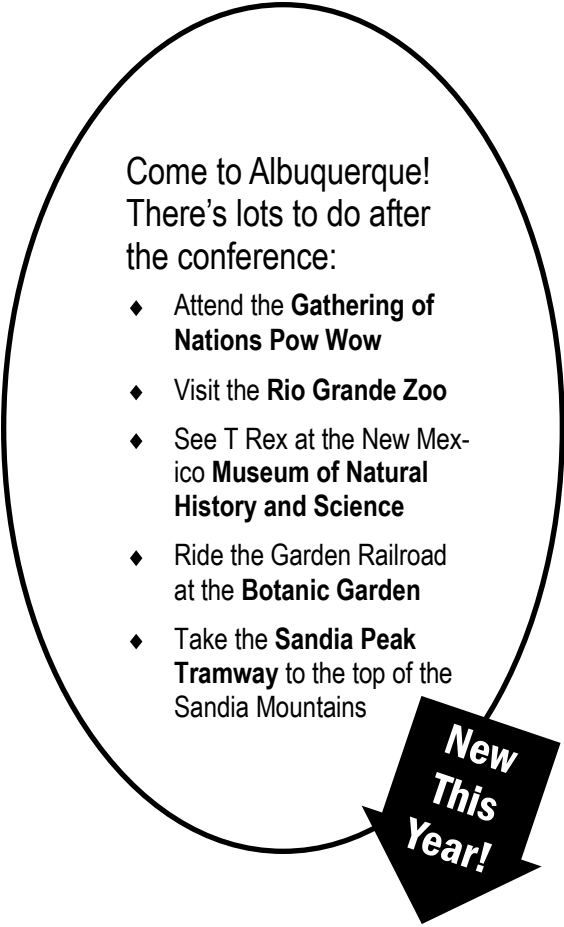 Come to Albuquerque!
There's lots to do after
the conference:
♦ Attend the Gathering of
Nations Pow Wow
♦ Visit the Rio Grande Zoo
♦ See T Rex at the New Mex-
ico Museum of Natural
History and Science
♦ Ride the Garden Railroad
at the Botanic Garden
♦ Take the Sandia Peak
Tramway to the top of the
Sandia Mountains
New
This
Year!